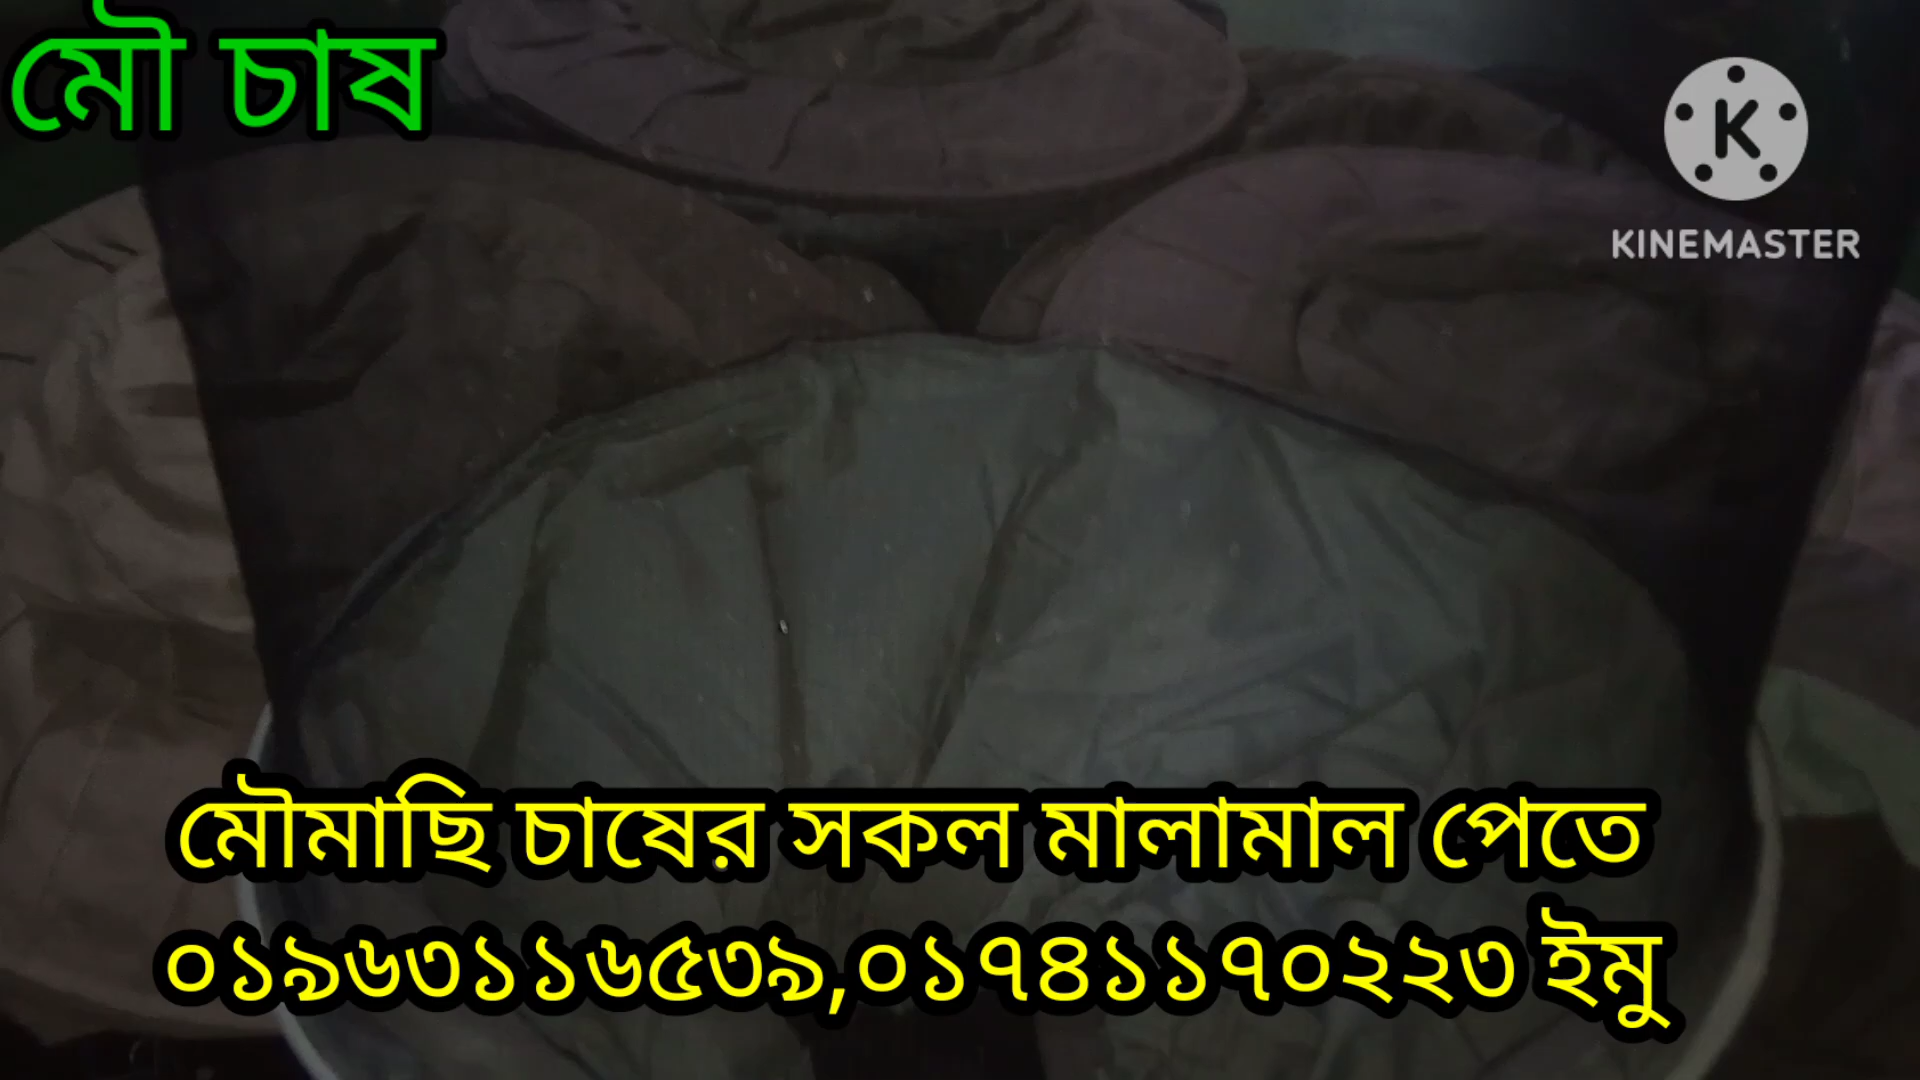 মৌ চাষ
K
KINEMASTER
মৌমাছি চাষের সকল মালামাল পেতে
০১৯৬৩১১৬৫৩৯,০১৭৪১১৭০২২৩ ইমু